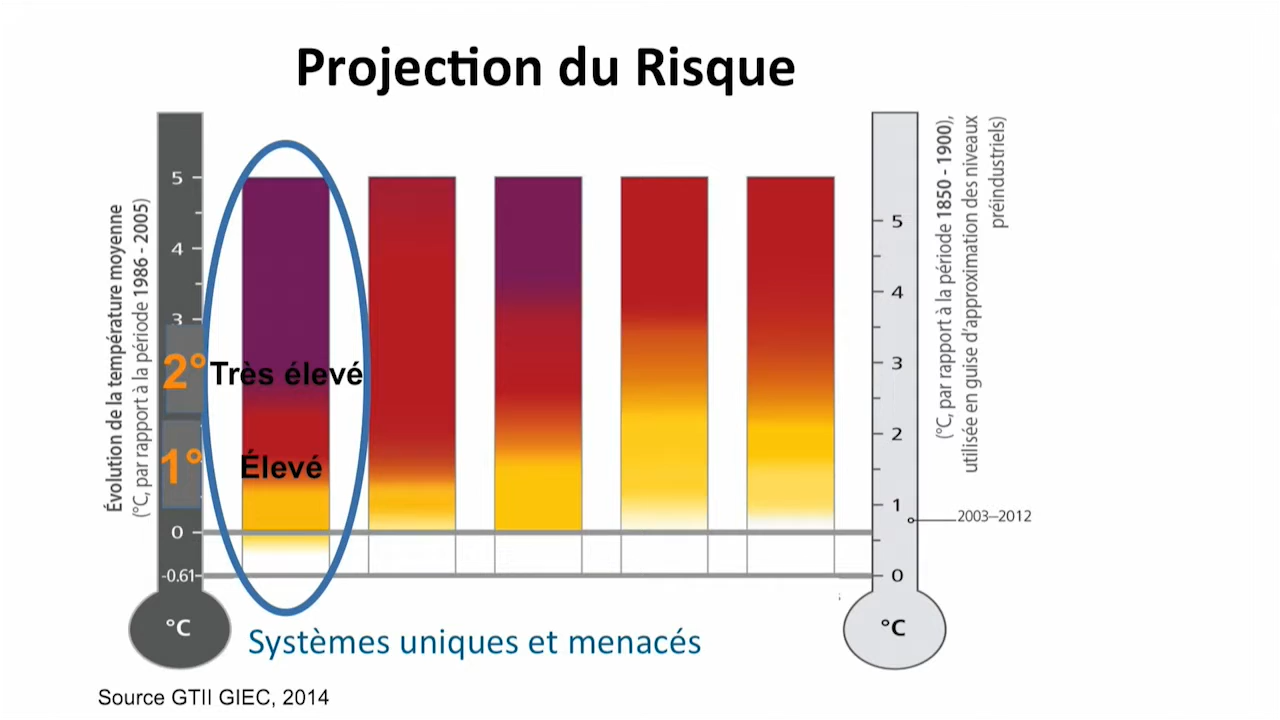 Projection du Risque
Évolution de la température moyenne
(°C, par rapport à la période 1986 - 2005)
5
4
3
2°
1°
0
-0.61
°C
Très élevé
Élevé
5
4
3
2
1
0
°C
2003–2012
(°C, par rapport à la période 1850 - 1900),
utilisée en guise d'approximation des niveaux
préindustriels)
Systèmes uniques et menacés
Source GTII GIEC, 2014